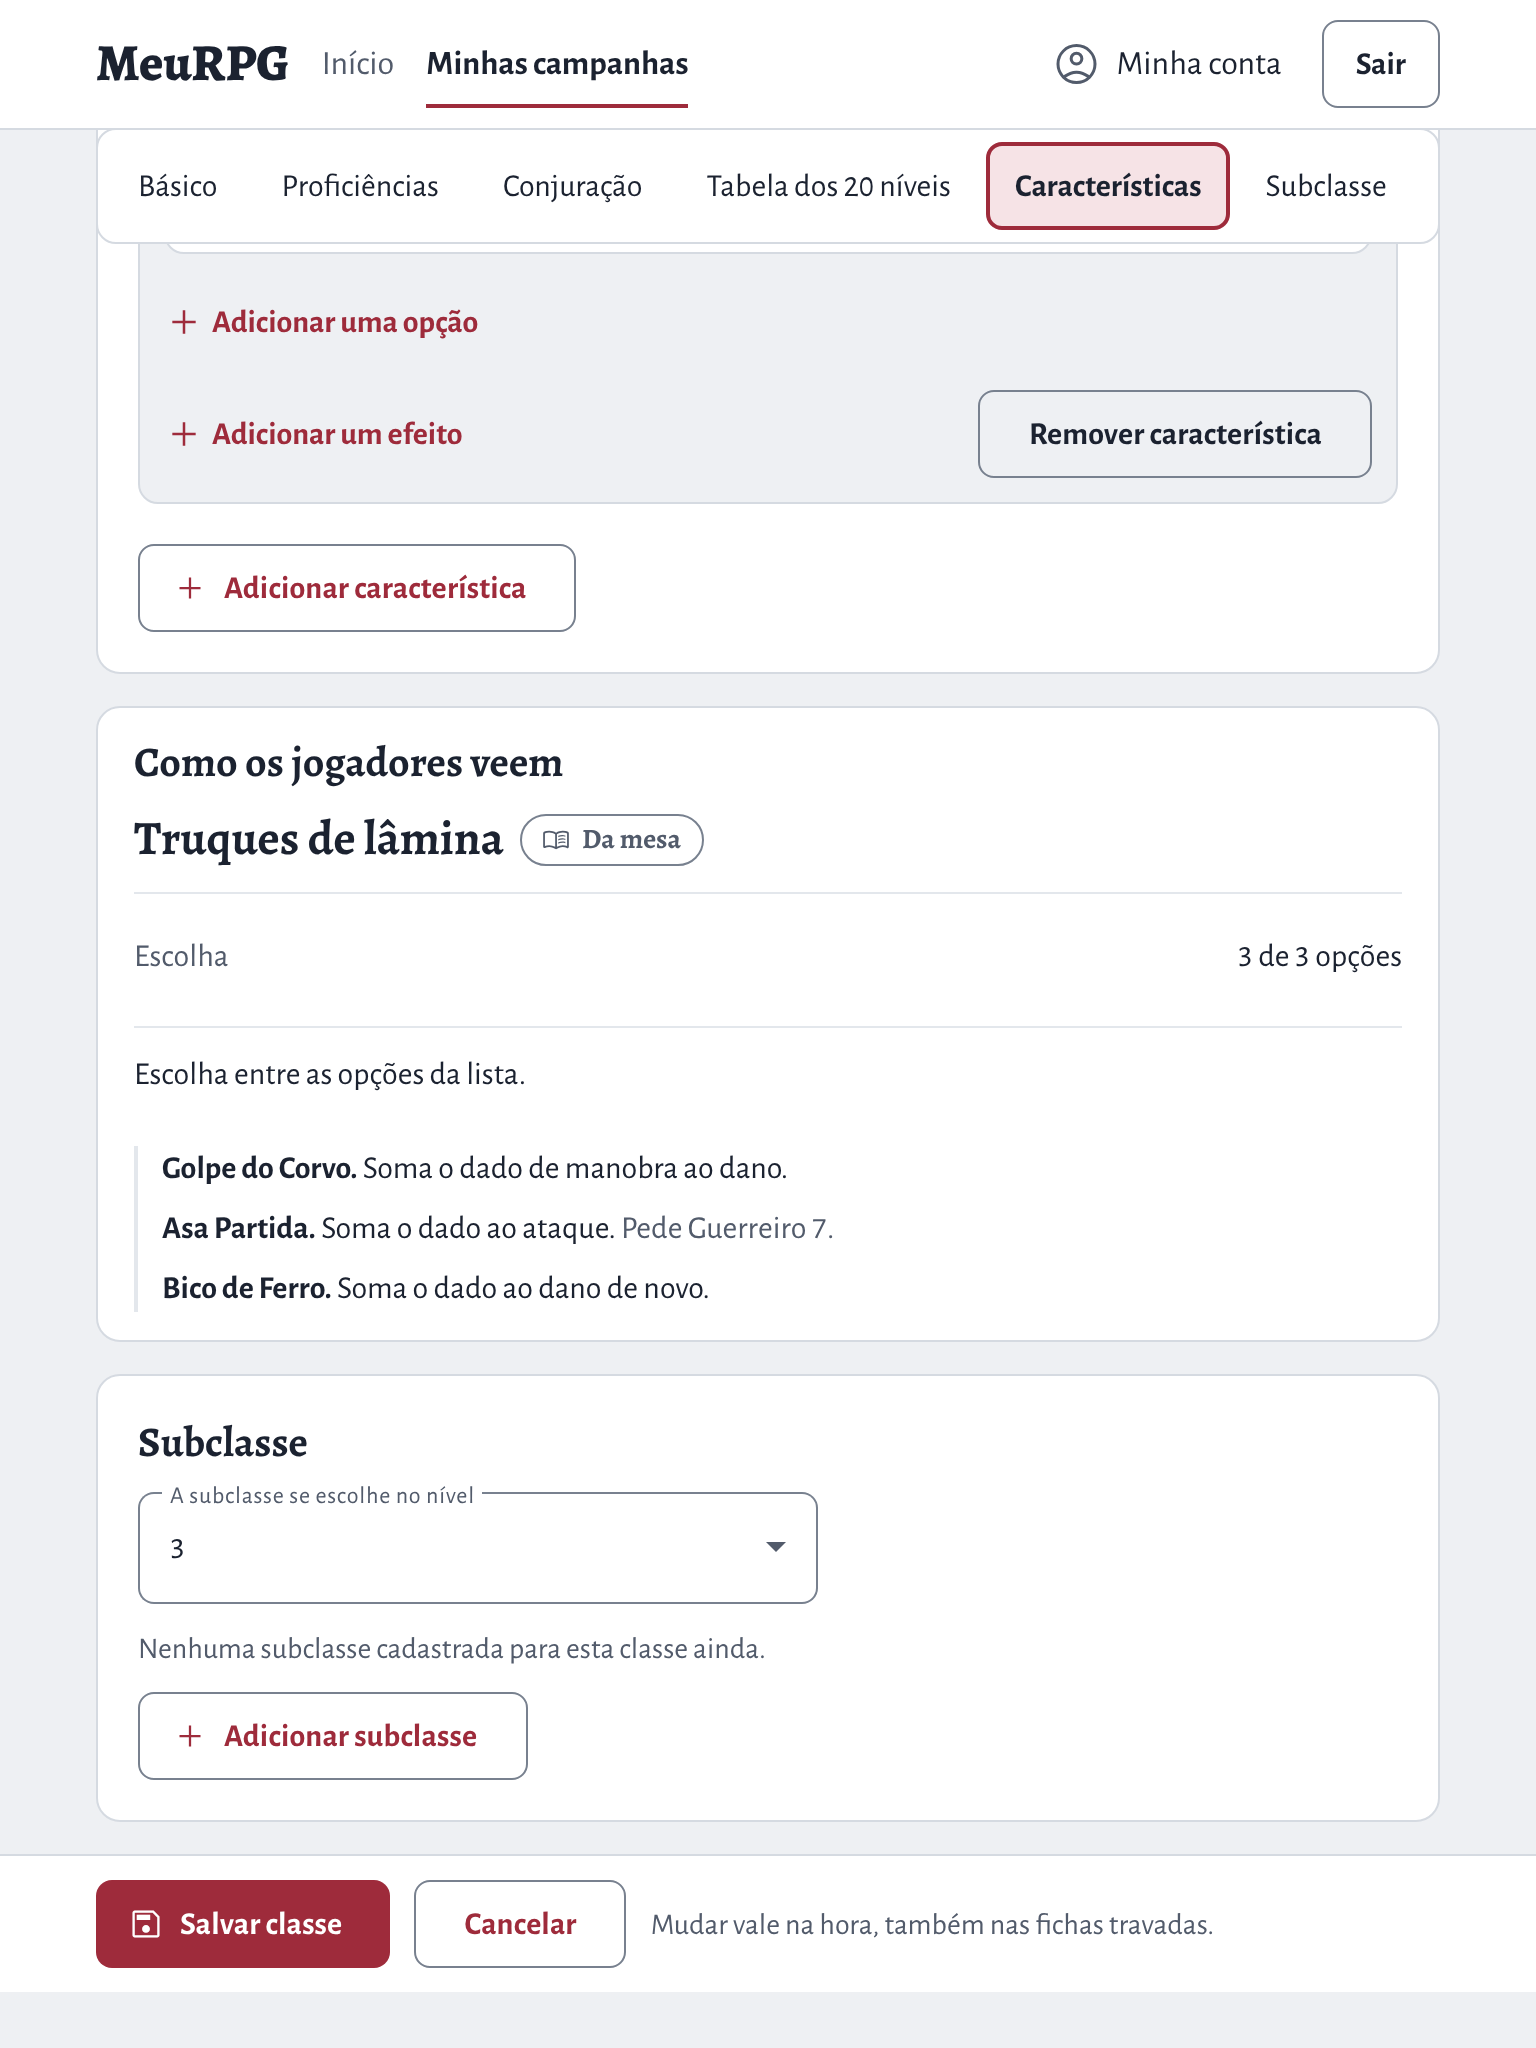 MeuRPG Início Minhas campanhas Minha conta Sair
Básico Proficiências Conjuração Tabela dos 20 níveis Características Subclasse
Adicionar uma opção
Adicionar um efeito Remover característica
Adicionar característica
Como os jogadores veem
Truques de lâmina Da mesa
Escolha 3 de 3 opções
Escolha entre as opções da lista.
Golpe do Corvo. Soma o dado de manobra ao dano.
Asa Partida. Soma o dado ao ataque. Pede Guerreiro 7.
Bico de Ferro. Soma o dado ao dano de novo.
Subclasse
A subclasse se escolhe no nível
3
Nenhuma subclasse cadastrada para esta classe ainda.
Adicionar subclasse
Salvar classe Cancelar Mudar vale na hora, também nas fichas travadas.